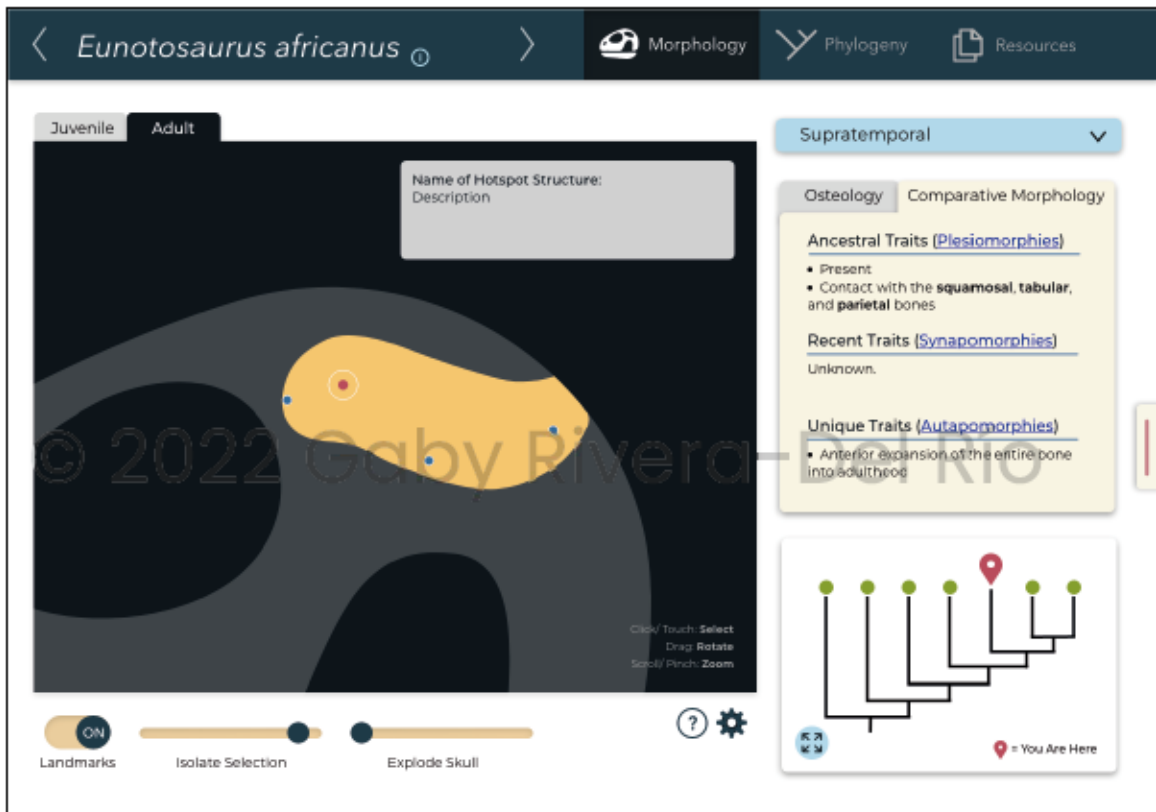 Eunotosaurus africanus
Morphology
Phylogeny
Resources
Juvenile
Adult
Name of Hotspot Structure:
Description
Click/ Touch: Select
Drag: Rotate
Scroll/ Pinch: Zoom
ON
Landmarks
Isolate Selection
Explode Skull
?
Supratemporal
Osteology
Comparative Morphology
Ancestral Traits (Plesiomorphies)
• Present
• Contact with the squamosal, tabular,
and parietal bones
Recent Traits (Synapomorphies)
Unknown.
Unique Traits (Autapomorphies)
• Anterior expansion of the entire bone
into adulthood
= You Are Here
© 2022 Gaby Rivera-Del Río